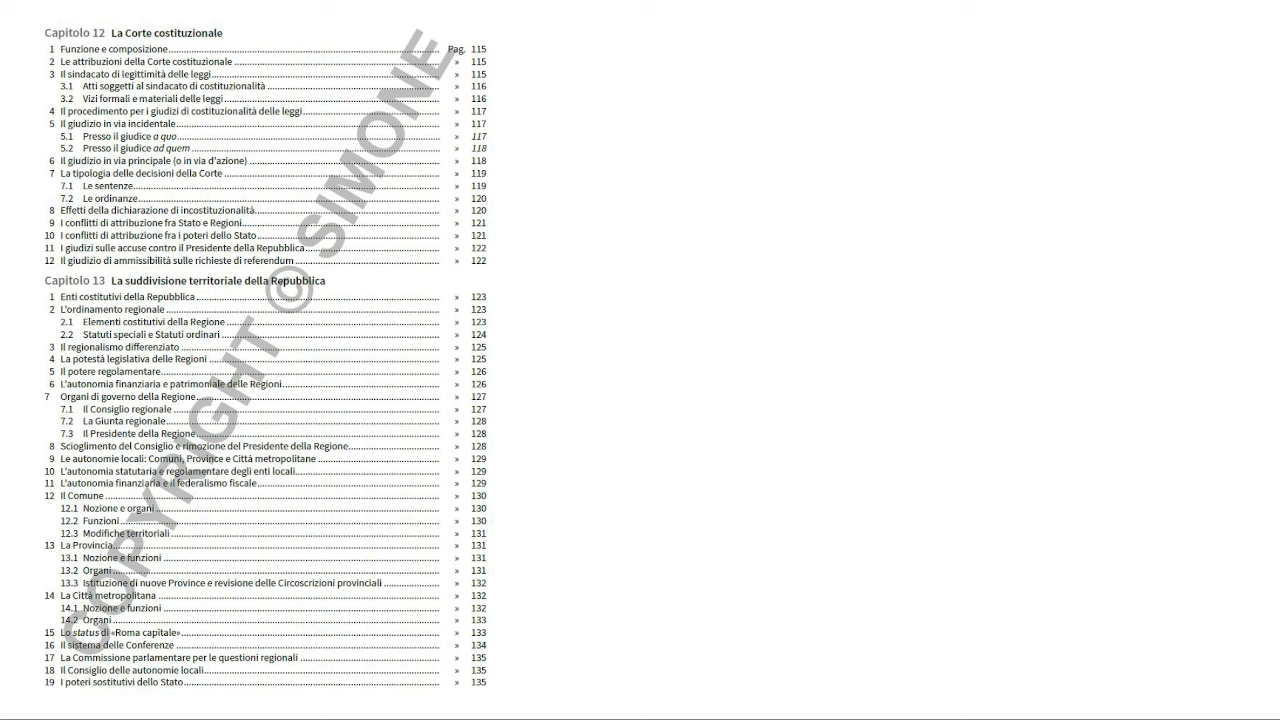 Capitolo 12 La Corte costituzionale
1 Funzione e composizione Pag. 115
2 Le attribuzioni della Corte costituzionale » 115
3 Il sindacato di legittimità delle leggi » 115
3.1 Atti soggetti al sindacato di costituzionalità » 116
3.2 Vizi formali e materiali delle leggi » 116
4 Il procedimento per i giudizi di costituzionalità delle leggi » 117
5 Il giudizio in via incidentale » 117
5.1 Presso il giudice a quo » 117
5.2 Presso il giudice ad quem » 118
6 Il giudizio in via principale (o in via d'azione) » 118
7 La tipologia delle decisioni della Corte » 119
7.1 Le sentenze » 119
7.2 Le ordinanze » 120
8 Effetti della dichiarazione di incostituzionalità » 120
9 I conflitti di attribuzione fra Stato e Regioni » 121
10 I conflitti di attribuzione fra i poteri dello Stato » 121
11 I giudizi sulle accuse contro il Presidente della Repubblica » 122
12 Il giudizio di ammissibilità sulle richieste di referendum » 122
Capitolo 13 La suddivisione territoriale della Repubblica
1 Enti costitutivi della Repubblica » 123
2 L'ordinamento regionale » 123
2.1 Elementi costitutivi della Regione » 123
2.2 Statuti speciali e Statuti ordinari » 124
3 Il regionalismo differenziato » 125
4 La potestà legislativa delle Regioni » 125
5 Il potere regolamentare » 126
6 L'autonomia finanziaria e patrimoniale delle Regioni » 126
7 Organi di governo della Regione » 127
7.1 Il Consiglio regionale » 127
7.2 La Giunta regionale » 128
7.3 Il Presidente della Regione » 128
8 Scioglimento del Consiglio e rimozione del Presidente della Regione » 128
9 Le autonomie locali: Comuni, Province e Città metropolitane » 129
10 L'autonomia statutaria e regolamentare degli enti locali » 129
11 L'autonomia finanziaria e il federalismo fiscale » 129
12 Il Comune » 130
12.1 Nozione e organi » 130
12.2 Funzioni » 130
12.3 Modifiche territoriali » 131
13 La Provincia » 131
13.1 Nozione e funzioni » 131
13.2 Organi » 131
13.3 Istituzione di nuove Province e revisione delle Circoscrizioni provinciali » 132
14 La Città metropolitana » 132
14.1 Nozione e funzioni » 132
14.2 Organi » 133
15 Lo status di «Roma capitale» » 133
16 Il sistema delle Conferenze » 134
17 La Commissione parlamentare per le questioni regionali » 135
18 Il Consiglio delle autonomie locali » 135
19 I poteri sostitutivi dello Stato » 135
COPYRIGHT © SIMONE